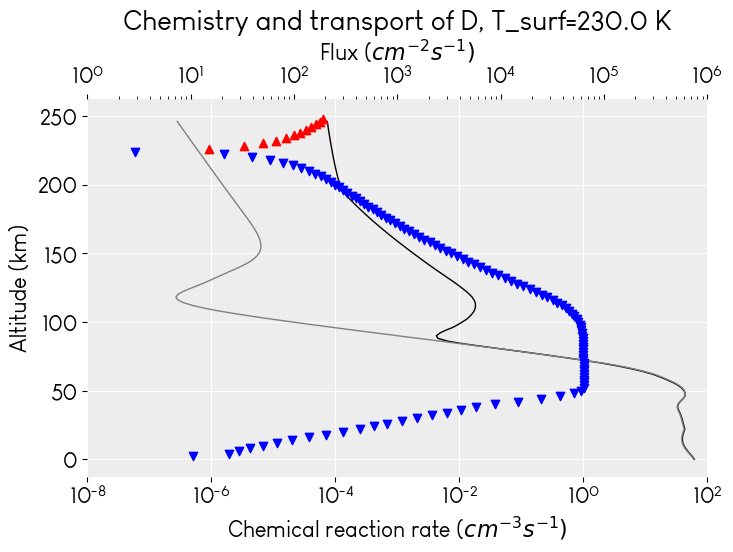 Chemistry and transport of D, T_surf=230.0 K
Flux (cm⁻²s⁻¹)
10⁰ 10¹ 10² 10³ 10⁴ 10⁵ 10⁶
250
200
150
100
50
0
Altitude (km)
10⁻⁸ 10⁻⁶ 10⁻⁴ 10⁻² 10⁰ 10²
Chemical reaction rate (cm⁻³s⁻¹)